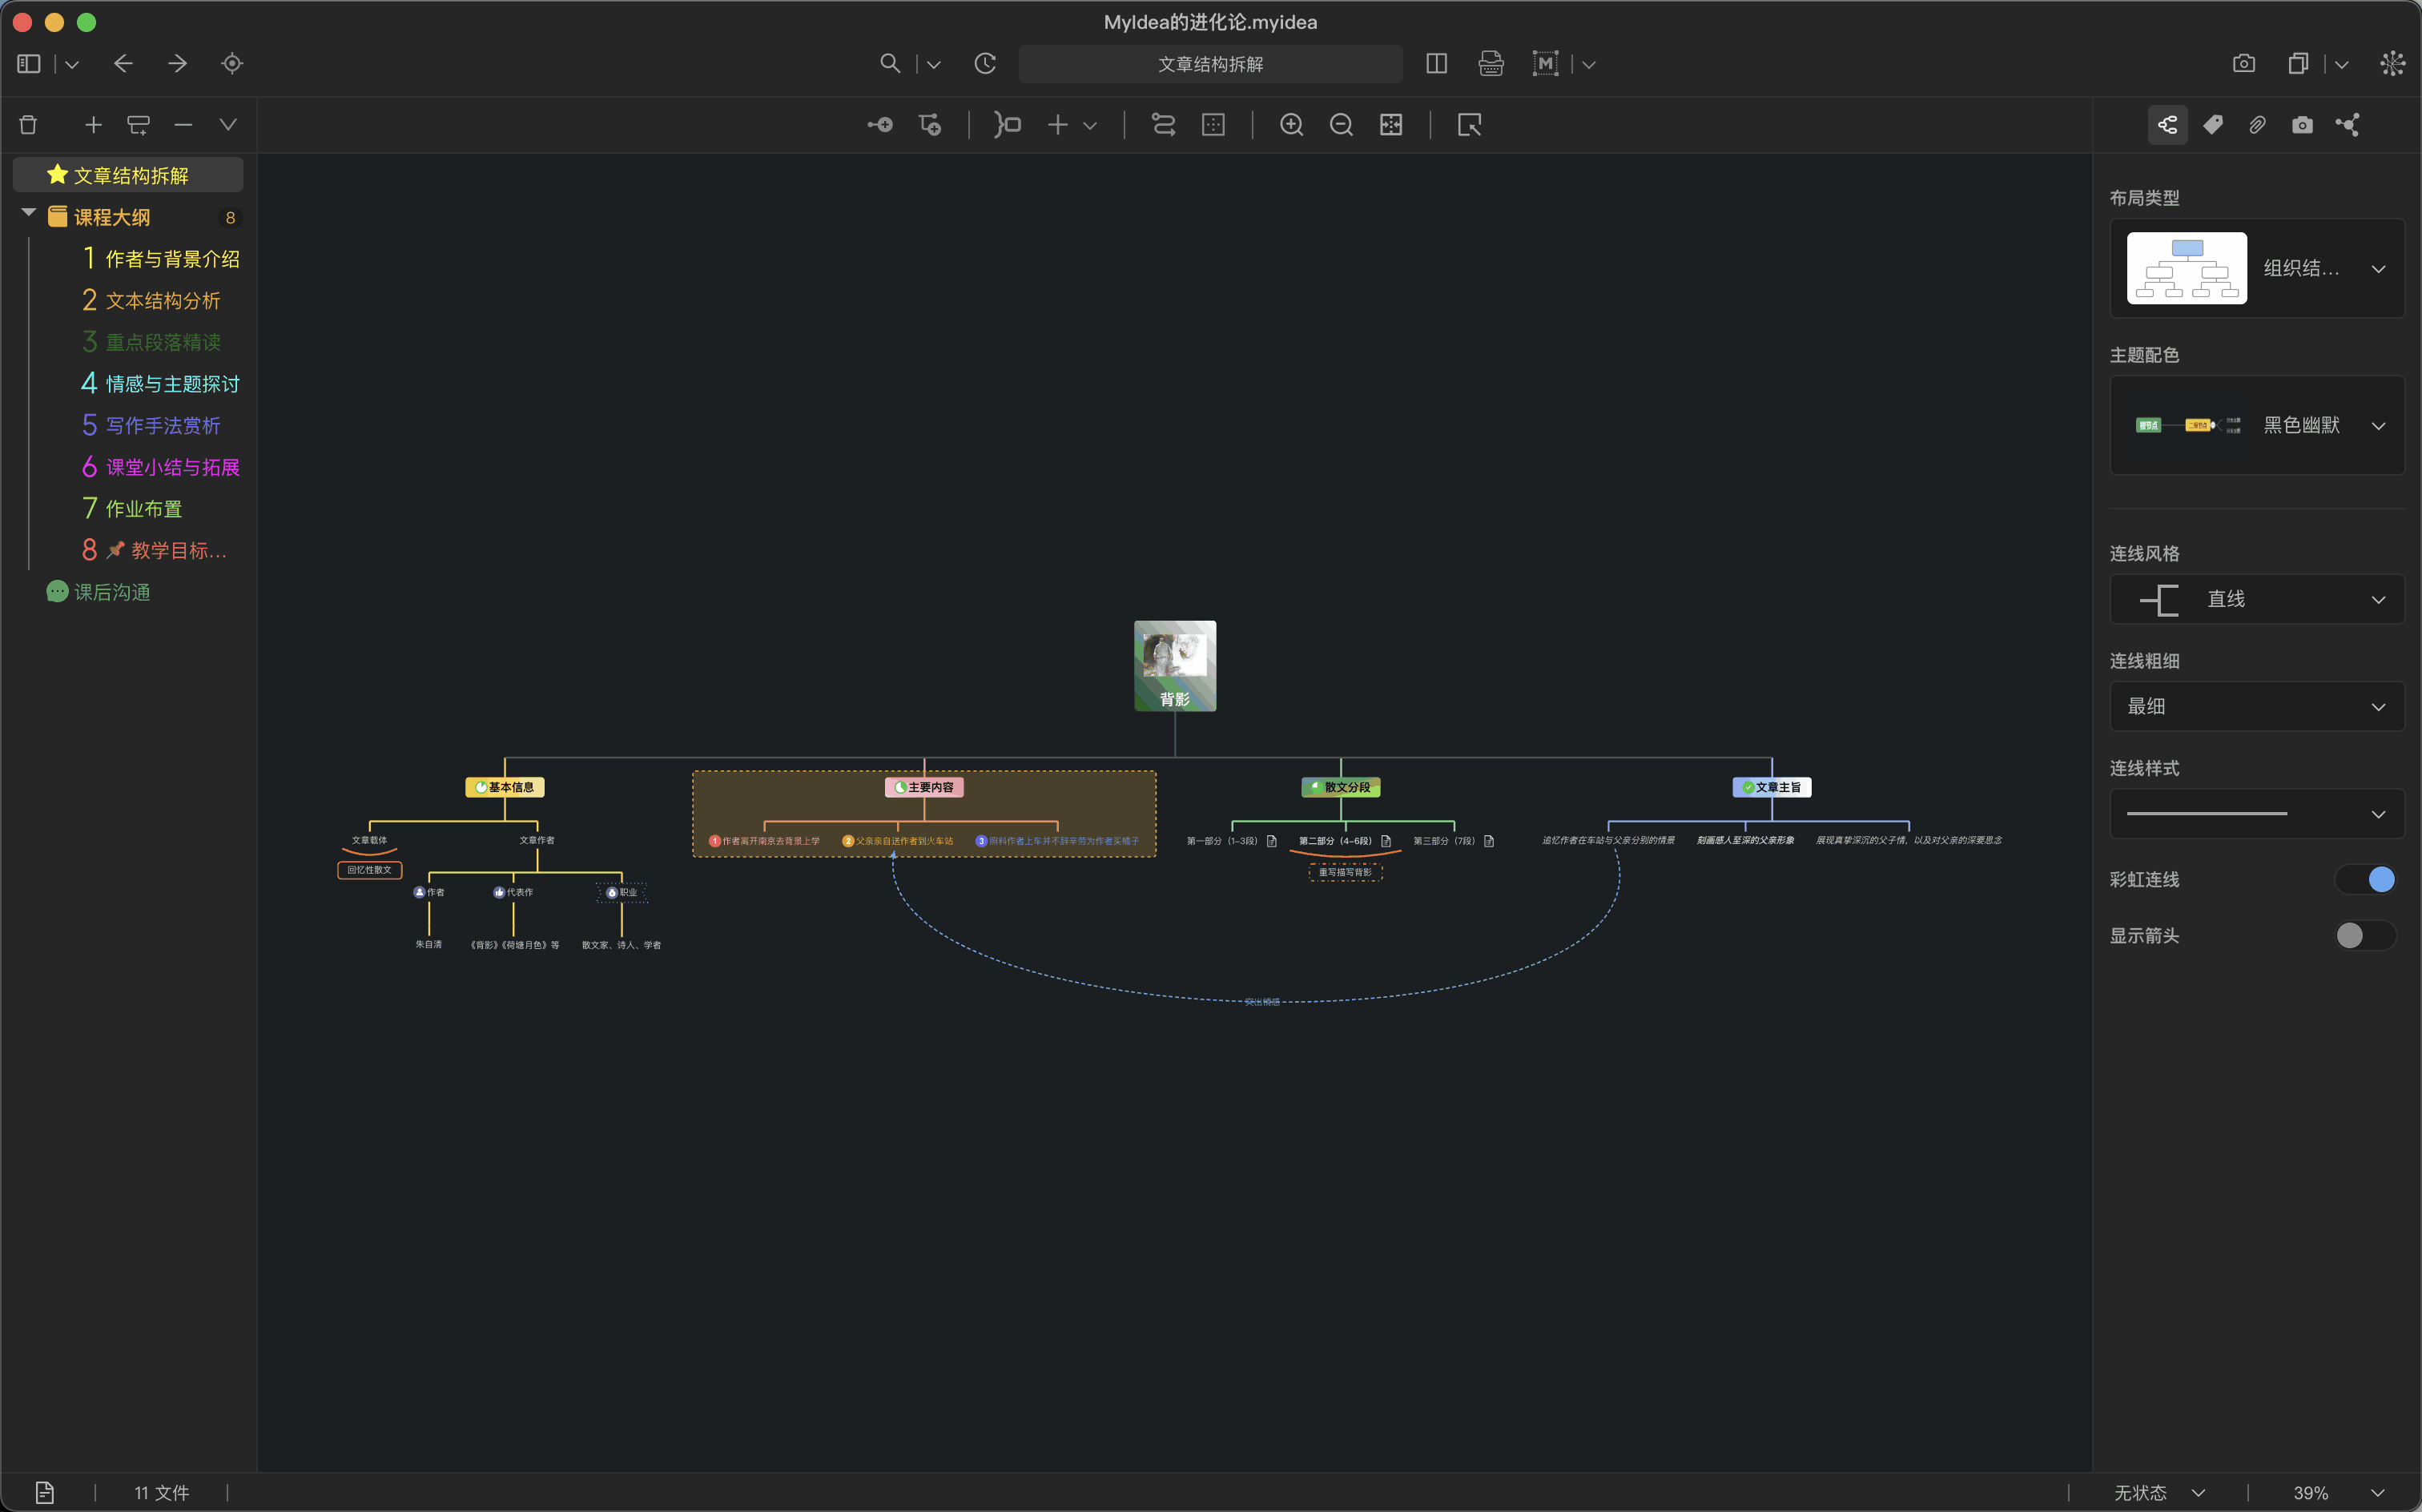 MyIdea的进化论.myidea
文章结构拆解
M
文章结构拆解
课程大纲 8
1 作者与背景介绍
2 文本结构分析
3 重点段落精读
4 情感与主题探讨
5 写作手法赏析
6 课堂小结与拓展
7 作业布置
8 教学目标...
课后沟通
背影
基本信息
主要内容
散文分段
文章主旨
文章载体
文章作者
回忆性散文
作者
代表作
职业
朱自清
《背影》《荷塘月色》等
散文家、诗人、学者
1 作者离开南京去背景上学
2 父亲亲自送作者到火车站
3 照料作者上车并不辞辛劳为作者买橘子
第一部分（1-3段）
第二部分（4-6段）
第三部分（7段）
重写描写背影
追忆作者在车站与父亲分别的情景
刻画感人至深的父亲形象
展现真挚深沉的父子情，以及对父亲的深要思念
突出情感
布局类型
组织结...
主题配色
根节点
二级节点
黑色幽默
连线风格
直线
连线粗细
最细
连线样式
彩虹连线
显示箭头
11 文件
无状态
39%